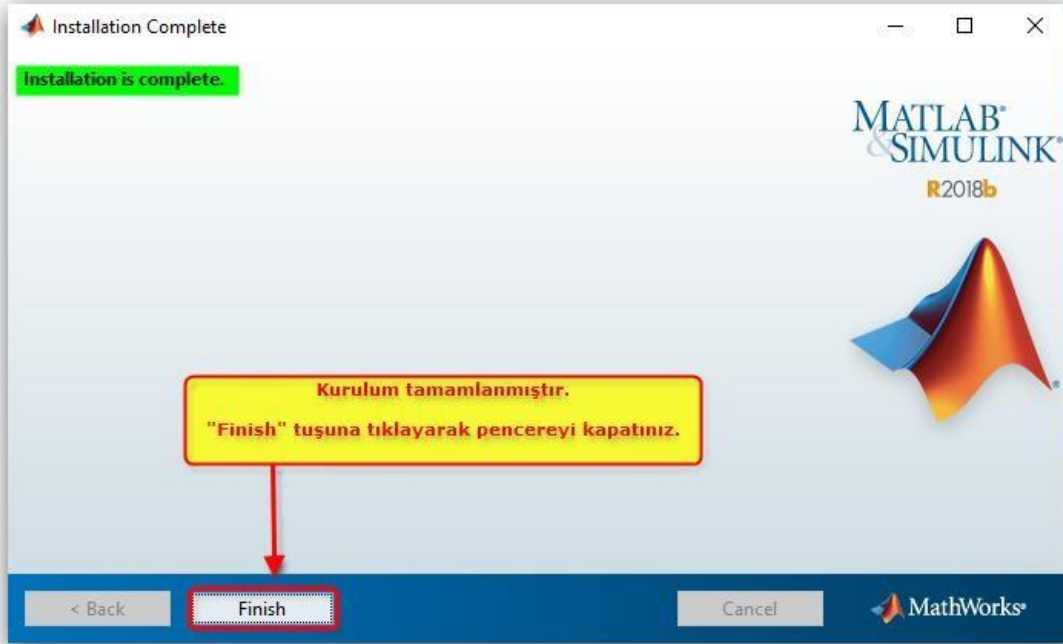 Installation Complete
Installation is complete.
MATLAB®
&SIMULINK®
R2018b
®
Kurulum tamamlanmıştır.
"Finish" tuşuna tıklayarak pencereyi kapatınız.
< Back
Finish
Cancel
MathWorks®